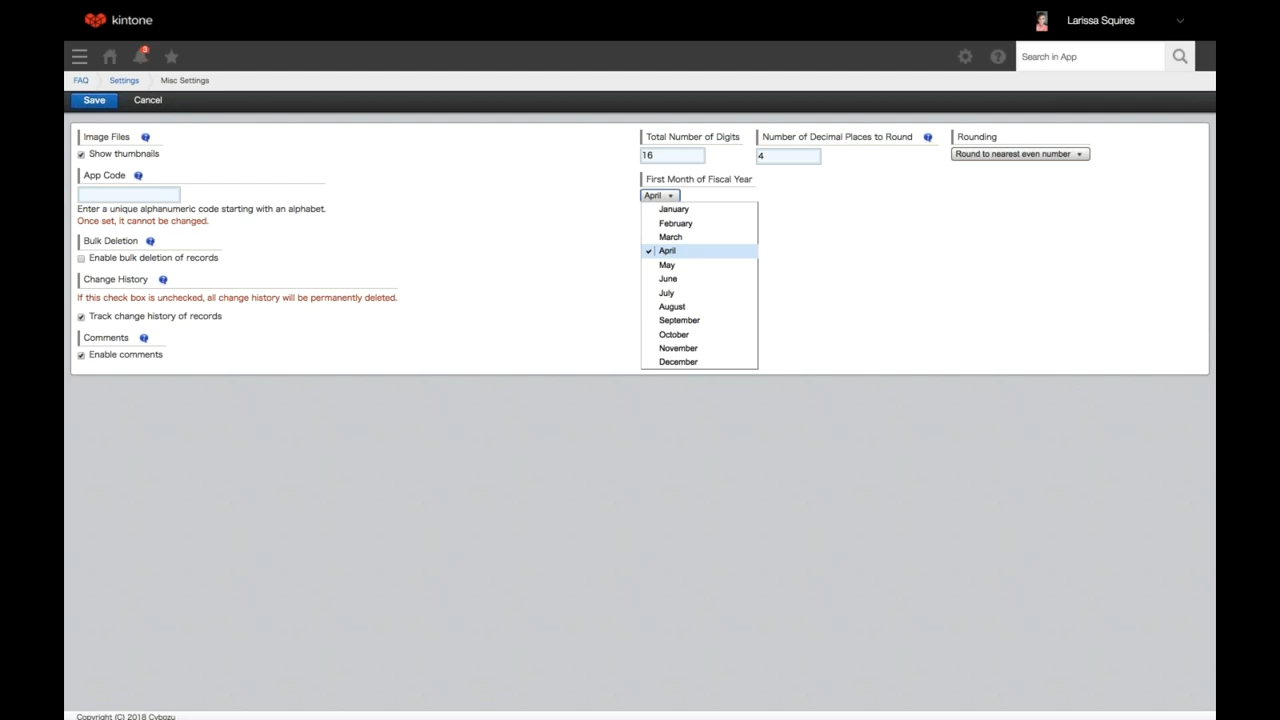 kintone
Larissa Squires
3
Search in App
FAQ Settings Misc Settings
Save Cancel
Image Files
Show thumbnails
App Code
Enter a unique alphanumeric code starting with an alphabet.
Once set, it cannot be changed.
Bulk Deletion
Enable bulk deletion of records
Change History
If this check box is unchecked, all change history will be permanently deleted.
Track change history of records
Comments
Enable comments
Total Number of Digits
16
Number of Decimal Places to Round
4
Rounding
Round to nearest even number
First Month of Fiscal Year
April
January
February
March
April
May
June
July
August
September
October
November
December
Copyright (C) 2018 Cybozu